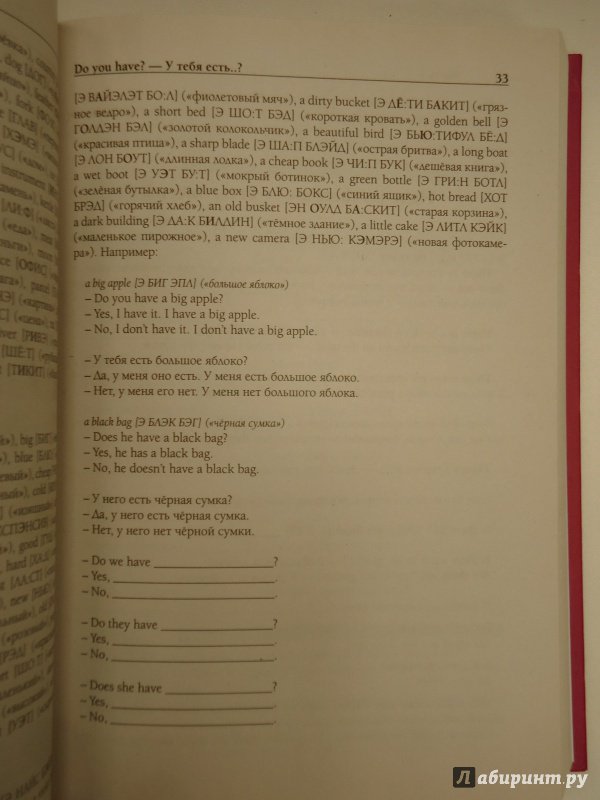 Do you have? — У тебя есть..?
33
[Э ВАЙЭЛЭТ БО:Л] («фиолетовый мяч»), a dirty bucket [Э ДЁ:ТИ БАКИТ] («гряз-
ное ведро»), a short bed [Э ШО:Т БЭД] («короткая кровать»), a golden bell [Э
ГОЛДЭН БЭЛ] («золотой колокольчик»), a beautiful bird [Э БЬЮ:ТИФУЛ БЁ:Д]
(«красивая птица»), a sharp blade [Э ША:П БЛЭЙД] («острая бритва»), a long boat
[Э ЛОН БОУТ] («длинная лодка»), a cheap book [Э ЧИ:П БУК] («дешёвая книга»),
a wet boot [Э УЭТ БУ:Т] («мокрый ботинок»), a green bottle [Э ГРИ:Н БОТЛ]
(«зелёная бутылка»), a blue box [Э БЛЮ: БОКС] («синий ящик»), hot bread [ХОТ
БРЭД] («горячий хлеб»), an old busket [ЭН ОУЛД БА:СКИТ] («старая корзина»),
a dark building [Э ДА:К БИЛДИН] («тёмное здание»), a little cake [Э ЛИТЛ КЭЙК]
(«маленькое пирожное»), a new camera [Э НЬЮ: КЭМЭРЭ] («новая фотокаме-
ра»). Например:
a big apple [Э БИГ ЭПЛ] («большое яблоко»)
– Do you have a big apple?
– Yes, I have it. I have a big apple.
– No, I don't have it. I don't have a big apple.
– У тебя есть большое яблоко?
– Да, у меня оно есть. У меня есть большое яблоко.
– Нет, у меня его нет. У меня нет большого яблока.
a black bag [Э БЛЭК БЭГ] («чёрная сумка»)
– Does he have a black bag?
– Yes, he has a black bag.
– No, he doesn't have a black bag.
– У него есть чёрная сумка?
– Да, у него есть чёрная сумка.
– Нет, у него нет чёрной сумки.
– Do we have ____________________?
– Yes, _____________________________.
– No, _____________________________.
– Do they have ____________________?
– Yes, _____________________________.
– No, _____________________________.
– Does she have ____________________?
– Yes, _____________________________.
– No, _____________________________.
лабиринт.ру